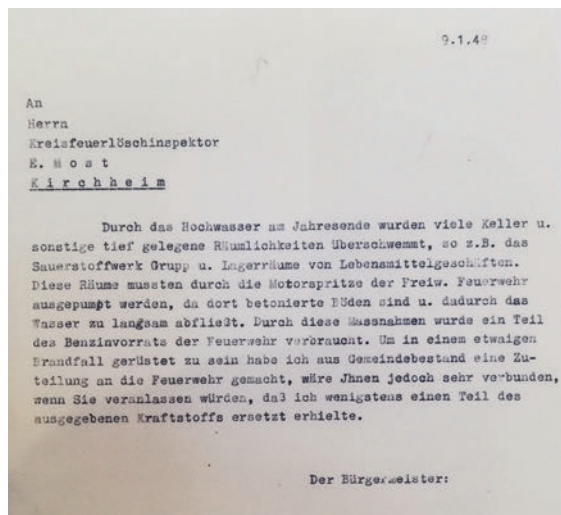 9.1.48
An
Herrn
Kreisfeuerlöschinspektor
E. M o s t
K i r c h h e i m
Durch das Hochwasser am Jahresende wurden viele Keller u.
sonstige tief gelegene Räumlichkeiten überschwemmt, so z.B. das
Sauerstoffwerk Grupp u. Lagerräume von Lebensmittelgeschäften.
Diese Räume mussten durch die Motorspritze der Freiw. Feuerwehr
ausgepumpt werden, da dort betonierte Böden sind u. dadurch das
Wasser zu langsam abfließt. Durch diese Massnahmen wurde ein Teil
des Benzinvorrats der Feuerwehr verbraucht. Um in einem etwaigen
Brandfall gerüstet zu sein habe ich aus Gemeindebestand eine Zu-
teilung an die Feuerwehr gemacht, wäre Jhnen jedoch sehr verbunden,
wenn Sie veranlassen würden, daß ich wenigstens einen Teil des
ausgegebenen Kraftstoffs ersetzt erhielte.
Der Bürgermeister: